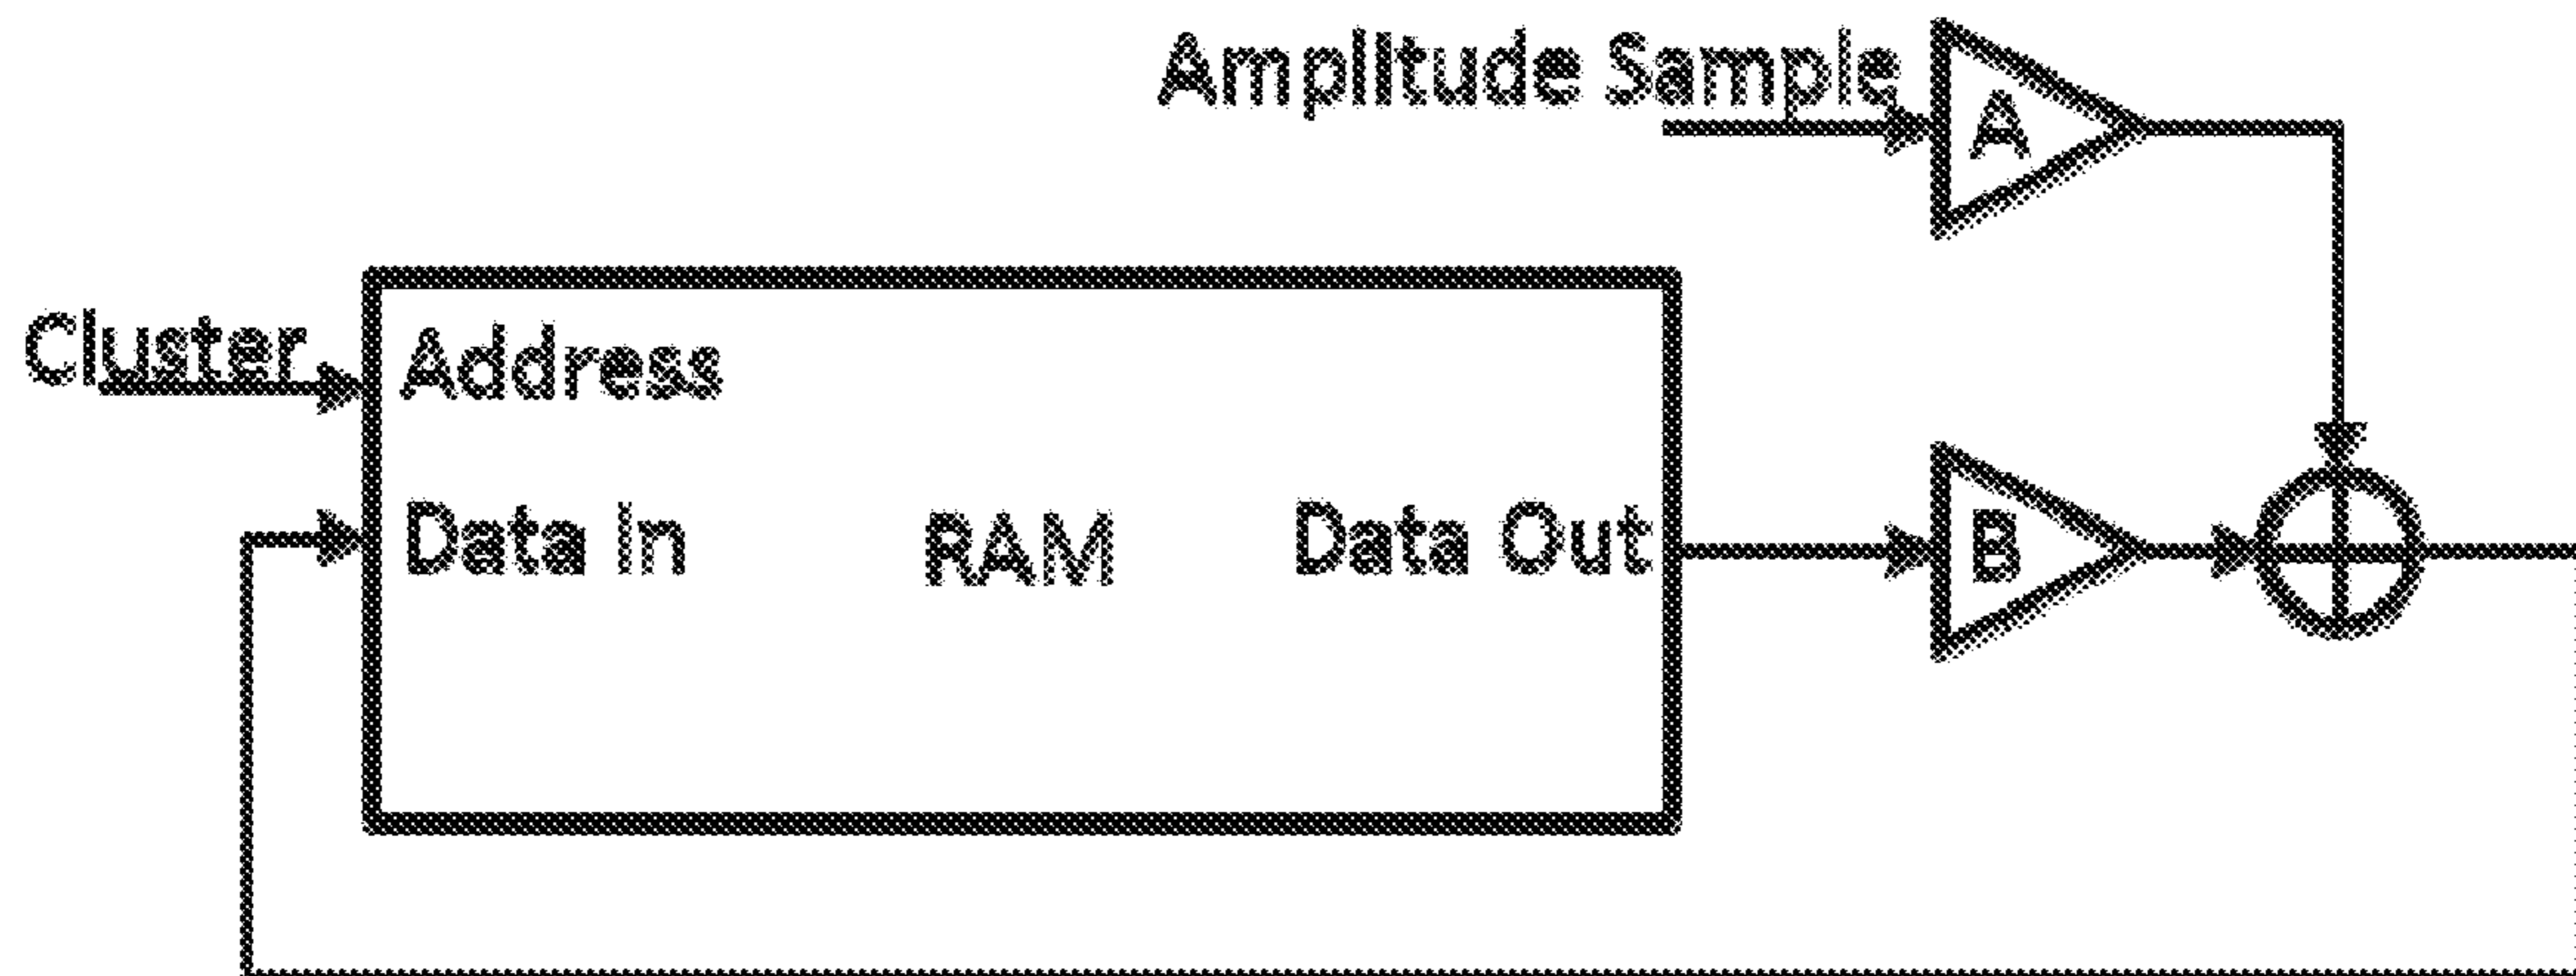 Amplitude Sample
A
Cluster
Address
Data In
RAM
Data Out
B